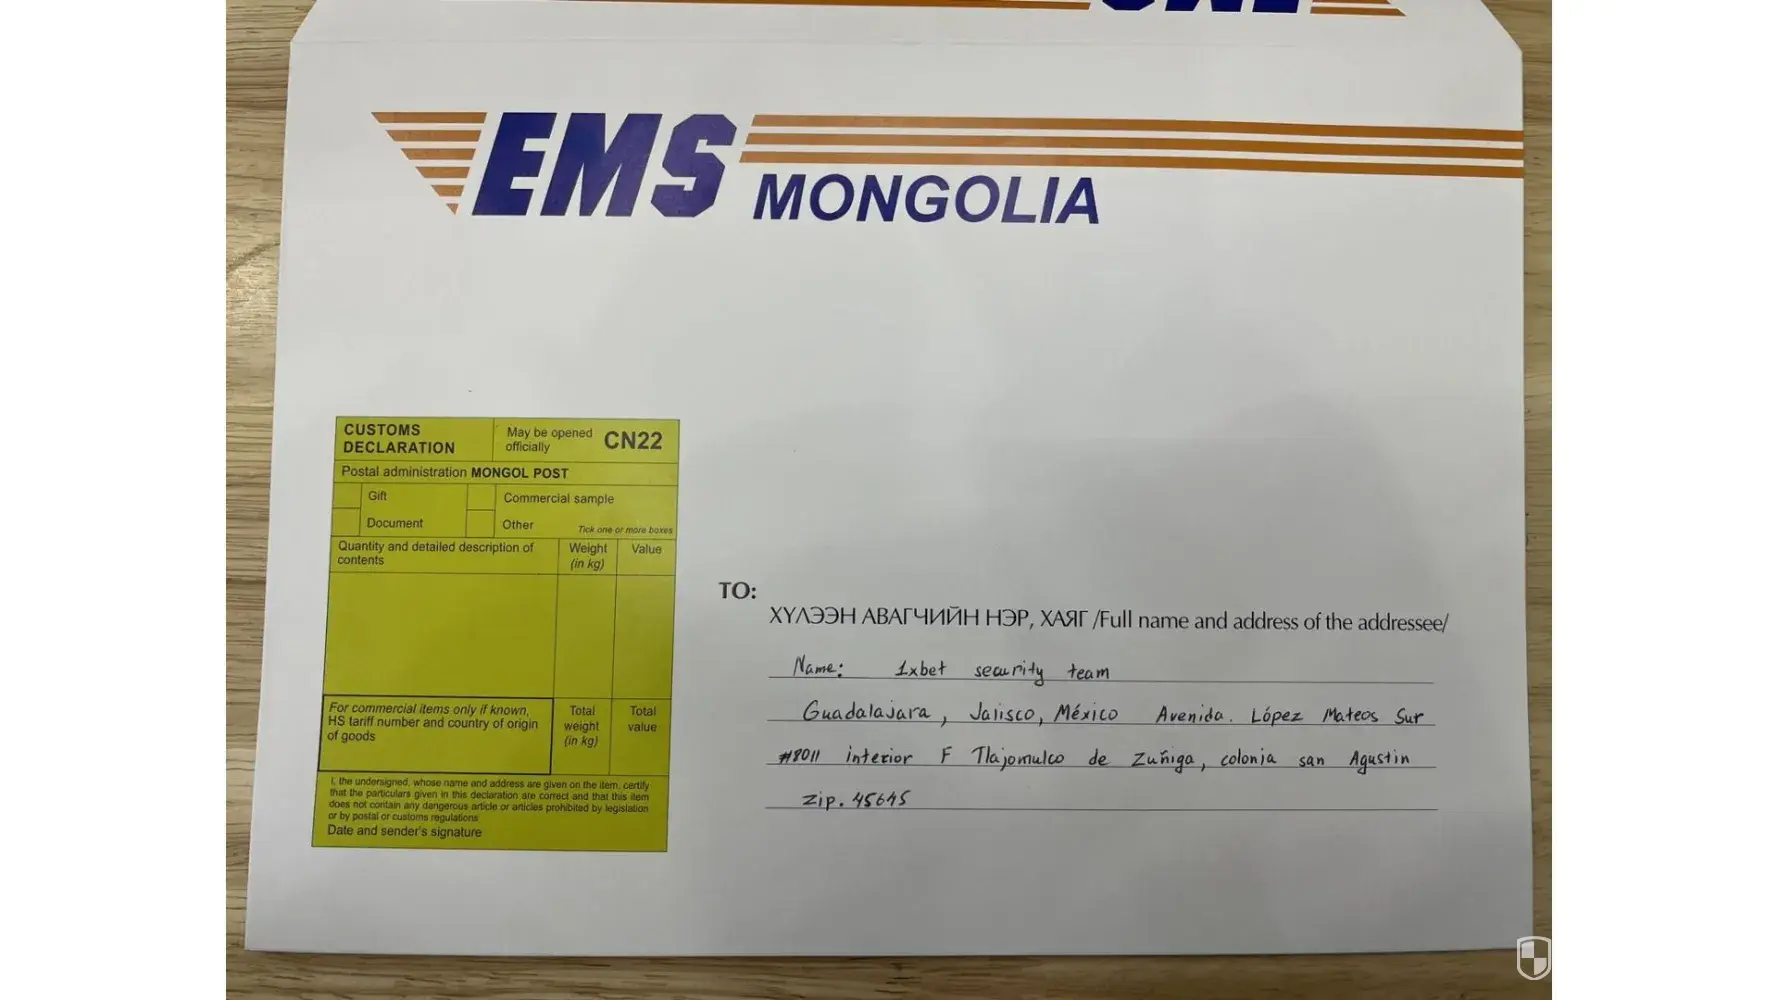 EMS MONGOLIA
CUSTOMS DECLARATION
May be opened officially
CN22
Postal administration MONGOL POST
Gift
Commercial sample
Document
Other
Tick one or more boxes
Quantity and detailed description of contents
Weight (in kg)
Value
For commercial items only if known, HS tariff number and country of origin of goods
Total weight (in kg)
Total value
I, the undersigned, whose name and address are given on the item, certify
that the particulars given in this declaration are correct and that this item
does not contain any dangerous article or articles prohibited by legislation
or by postal or customs regulations
Date and sender's signature
TO:
ХҮЛЭЭН АВАГЧИЙН НЭР, ХАЯГ /Full name and address of the addressee/
Name: 1xbet security team
Guadalajara, Jalisco, México Avenida. López Mateos Sur
#8011 interior F Tlajomulco de Zuñiga, colonia san Agustin
Zip. 45645